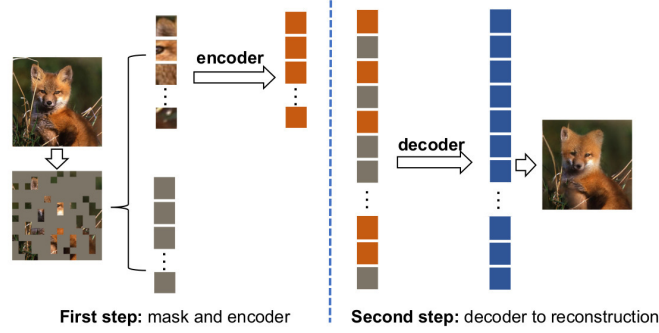 encoder
decoder
First step: mask and encoder
Second step: decoder to reconstruction